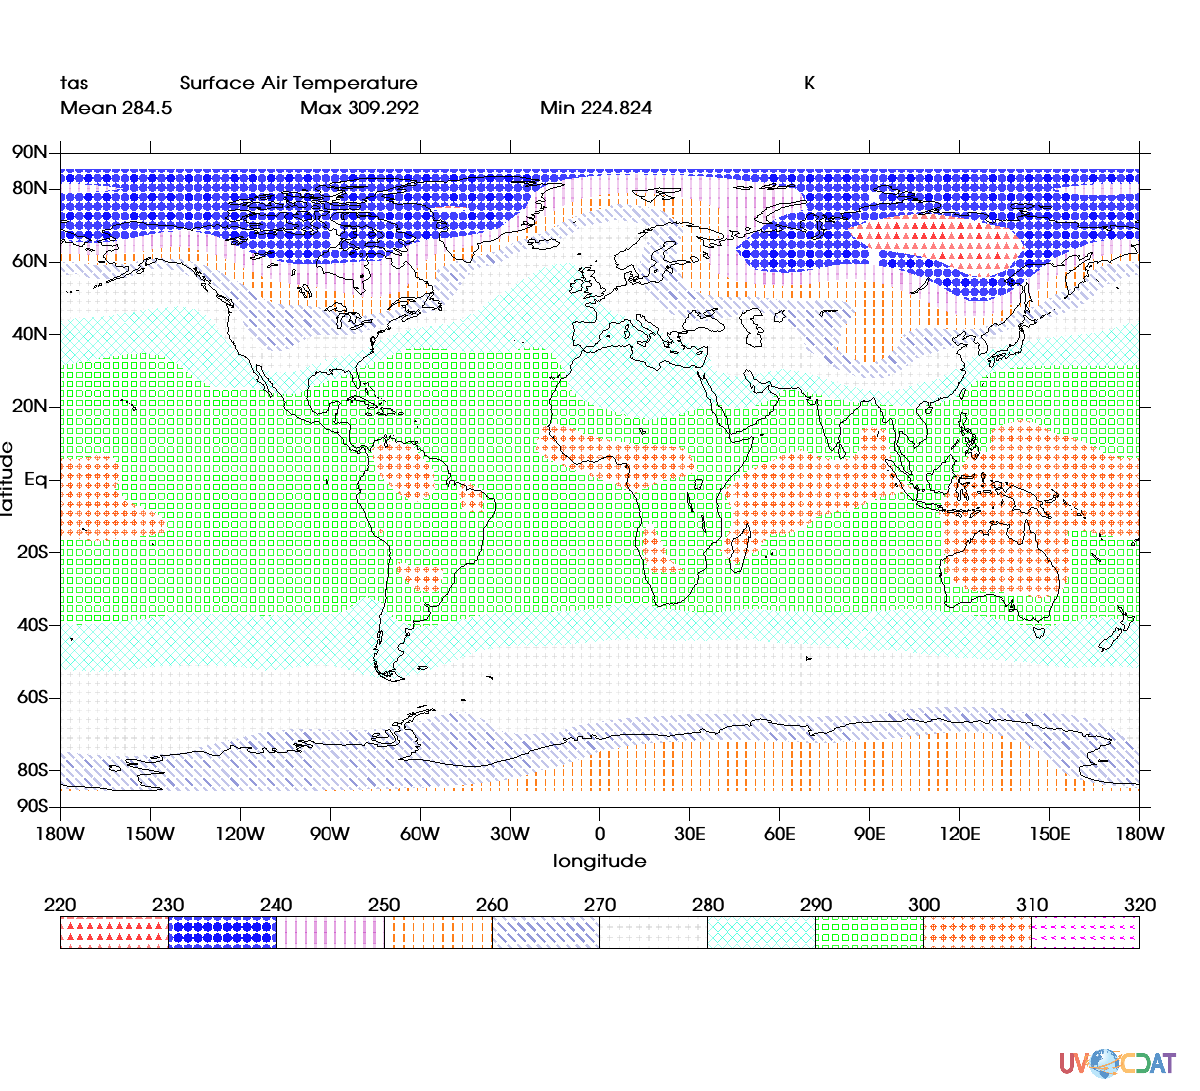 tas Surface Air Temperature K
Mean 284.5 Max 309.292 Min 224.824
90N
80N
60N
40N
20N
Eq
20S
40S
60S
80S
90S
latitude
180W 150W 120W 90W 60W 30W 0 30E 60E 90E 120E 150E 180W
longitude
220 230 240 250 260 270 280 290 300 310 320
UV CDAT